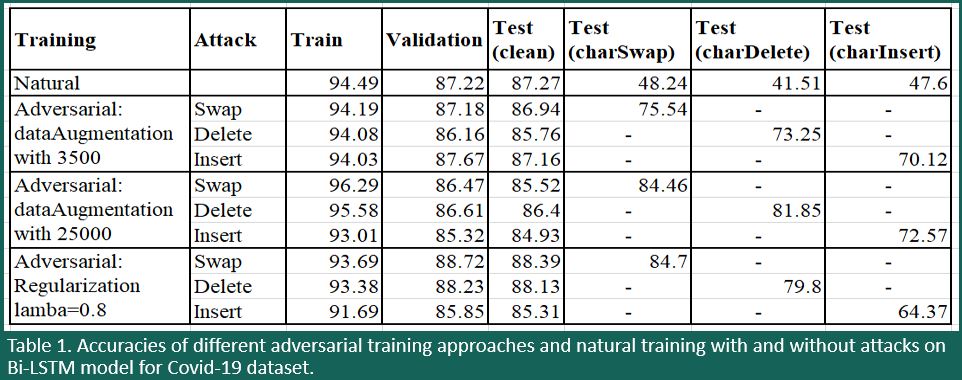 Training Attack Train Validation Test (clean) Test (charSwap) Test (charDelete) Test (charInsert)
Natural 94.49 87.22 87.27 48.24 41.51 47.6
Adversarial: Swap 94.19 87.18 86.94 75.54 - -
dataAugmentation Delete 94.08 86.16 85.76 - 73.25 -
with 3500 Insert 94.03 87.67 87.16 - - 70.12
Adversarial: Swap 96.29 86.47 85.52 84.46 - -
dataAugmentation Delete 95.58 86.61 86.4 - 81.85 -
with 25000 Insert 93.01 85.32 84.93 - - 72.57
Adversarial: Swap 93.69 88.72 88.39 84.7 - -
Regularization Delete 93.38 88.23 88.13 - 79.8 -
lamba=0.8 Insert 91.69 85.85 85.31 - - 64.37
Table 1. Accuracies of different adversarial training approaches and natural training with and without attacks on
Bi-LSTM model for Covid-19 dataset.